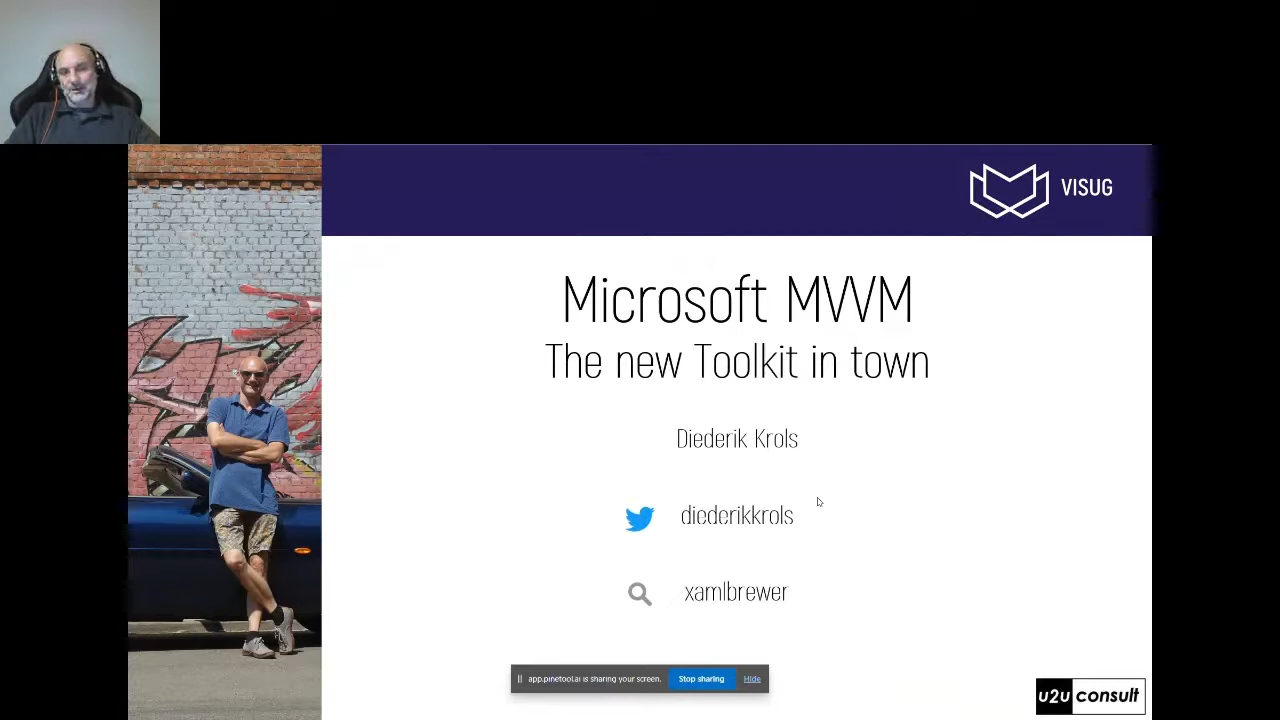 VISUG
Microsoft MVVM
The new Toolkit in town
Diederik Krols
diederikkrols
xamlbrewer
app.pinetool.ai is sharing your screen. Stop sharing Hide
u2u consult